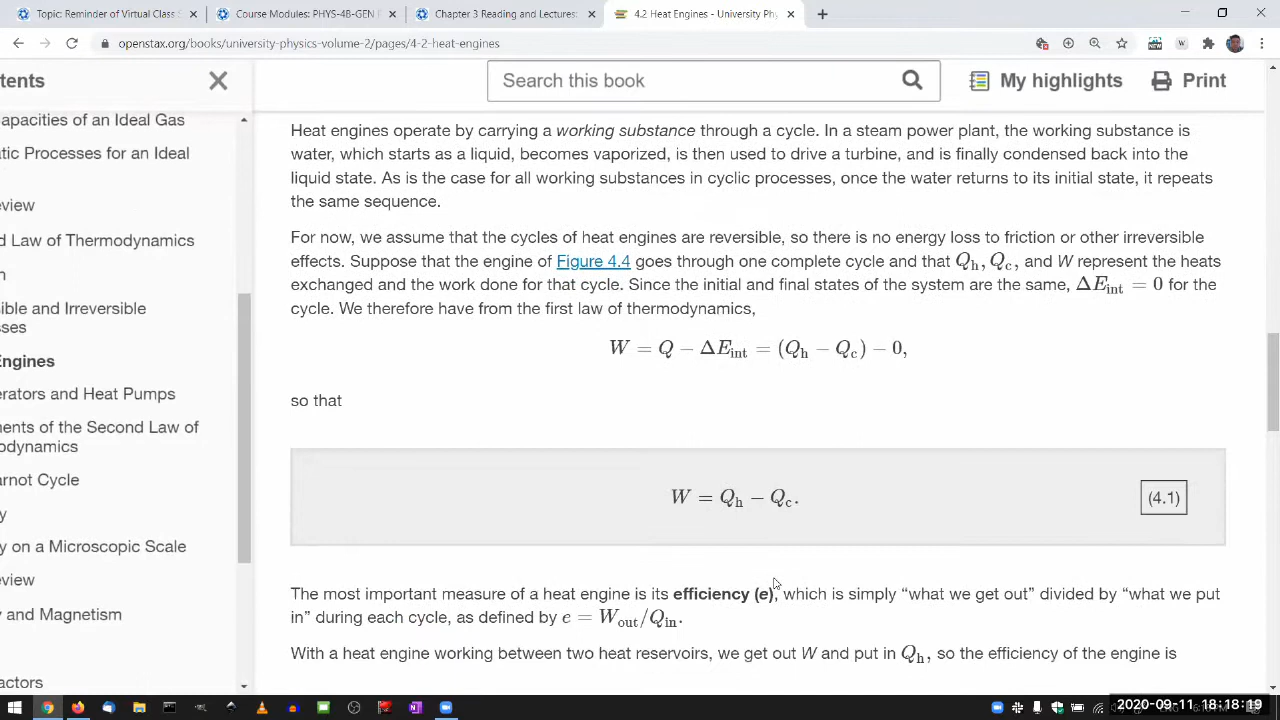 Topic: Reminder of Virtual Class
Course Modules: PHYS-4B-GEN
Chapter 3 Reading and Lectures:
4.2 Heat Engines - University Phy
openstax.org/books/university-physics-volume-2/pages/4-2-heat-engines
tents
Search this book
My highlights
Print
apacities of an Ideal Gas
tic Processes for an Ideal
view
d Law of Thermodynamics
n
ible and Irreversible
sses
Engines
erators and Heat Pumps
ents of the Second Law of
odynamics
arnot Cycle
y
y on a Microscopic Scale
eview
y and Magnetism
actors
Heat engines operate by carrying a working substance through a cycle. In a steam power plant, the working substance is
water, which starts as a liquid, becomes vaporized, is then used to drive a turbine, and is finally condensed back into the
liquid state. As is the case for all working substances in cyclic processes, once the water returns to its initial state, it repeats
the same sequence.
For now, we assume that the cycles of heat engines are reversible, so there is no energy loss to friction or other irreversible
effects. Suppose that the engine of Figure 4.4 goes through one complete cycle and that Qh, Qc, and W represent the heats
exchanged and the work done for that cycle. Since the initial and final states of the system are the same, ΔEint = 0 for the
cycle. We therefore have from the first law of thermodynamics,
W = Q − ΔEint = (Qh − Qc) − 0,
so that
W = Qh − Qc.
(4.1)
The most important measure of a heat engine is its efficiency (e), which is simply “what we get out” divided by “what we put
in” during each cycle, as defined by e = Wout/Qin.
With a heat engine working between two heat reservoirs, we get out W and put in Qh, so the efficiency of the engine is
2020-09-11 18:18:19